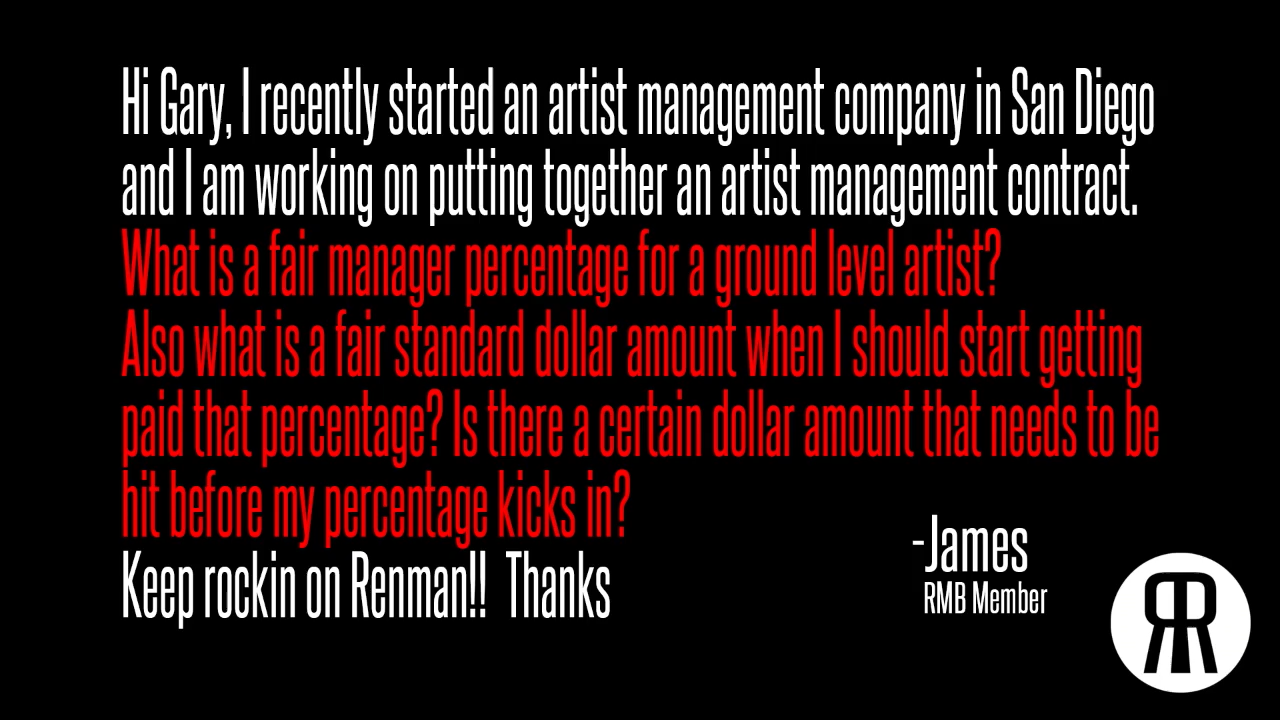 Hi Gary, I recently started an artist management company in San Diego
and I am working on putting together an artist management contract.
What is a fair manager percentage for a ground level artist?
Also what is a fair standard dollar amount when I should start getting
paid that percentage? Is there a certain dollar amount that needs to be
hit before my percentage kicks in?
Keep rockin on Renman!!  Thanks
-James
RMB Member
RR